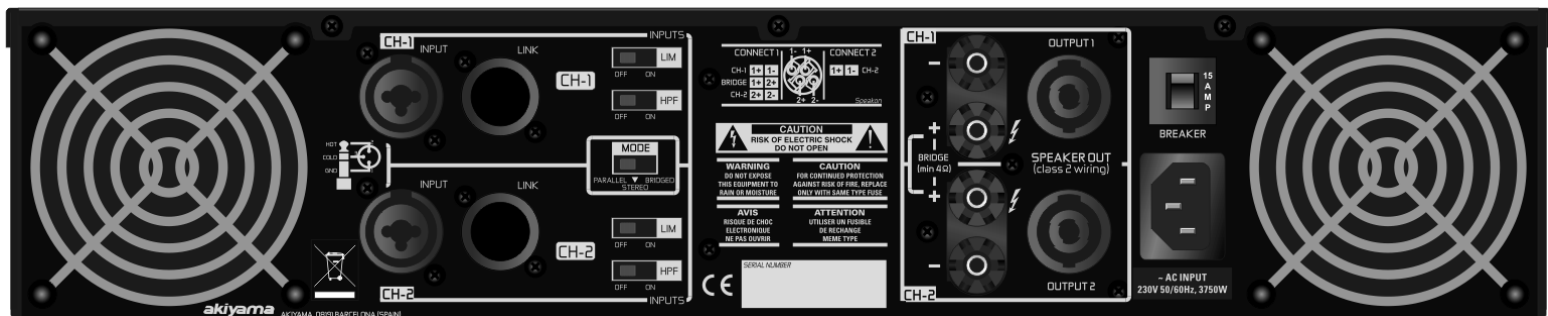 CH-1
INPUTS
INPUT
LINK
CH-1
LIM
OFF ON
HPF
OFF ON
HOT
COLD
GND
MODE
PARALLEL ▼ BRIDGED
STEREO
INPUT
LINK
CH-2
LIM
OFF ON
HPF
OFF ON
CH-2
INPUTS
akiyama
AKIYAMA, 08191 BARCELONA (SPAIN)
1- 1+
CONNECT 1
CONNECT 2
CH-1 1+ 1-
1+ 1- CH-2
BRIDGE 1+ 2+
CH-2 2+ 2-
2+ 2-
Speakon
CAUTION
RISK OF ELECTRIC SHOCK
DO NOT OPEN
WARNING
DO NOT EXPOSE
THIS EQUIPMENT TO
RAIN OR MOISTURE
CAUTION
FOR CONTINUED PROTECTION
AGAINST RISK OF FIRE, REPLACE
ONLY WITH SAME TYPE FUSE
AVIS
RISQUE DE CHOC
ELECTRONIQUE
NE PAS OUVRIR
ATTENTION
UTILISER UN FUSIBLE
DE RECHANGE
MEME TYPE
CE
SERIAL NUMBER
CH-1
OUTPUT 1
-
+
BRIDGE
(min 4Ω)
+
-
SPEAKER OUT
(class 2 wiring)
OUTPUT 2
CH-2
15
AMP
BREAKER
~ AC INPUT
230V 50/60Hz, 3750W